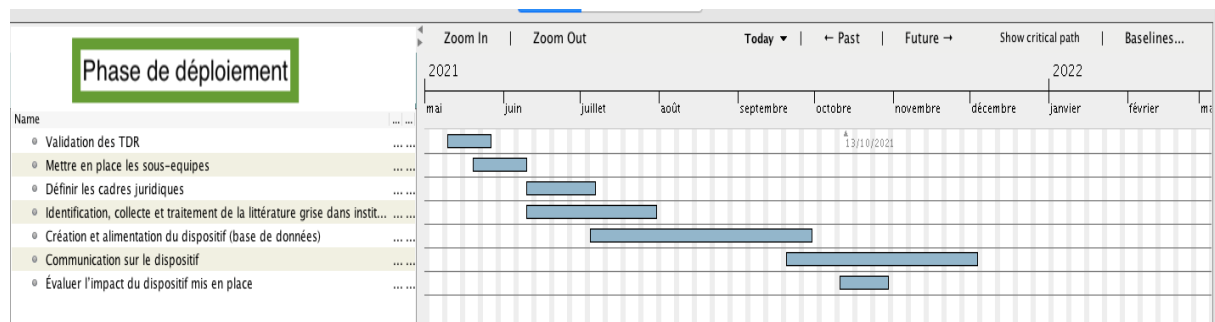 Zoom In | Zoom Out Today ▾ | ← Past | Future → Show critical path | Baselines...
Phase de déploiement
2021 2022
mai juin juillet août septembre octobre novembre décembre janvier février
Name ... ...
Validation des TDR ... ...
13/10/2021
Mettre en place les sous-equipes ... ...
Définir les cadres juridiques ... ...
Identification, collecte et traitement de la littérature grise dans instit... ... ...
Création et alimentation du dispositif (base de données) ... ...
Communication sur le dispositif ... ...
Évaluer l'impact du dispositif mis en place ... ...